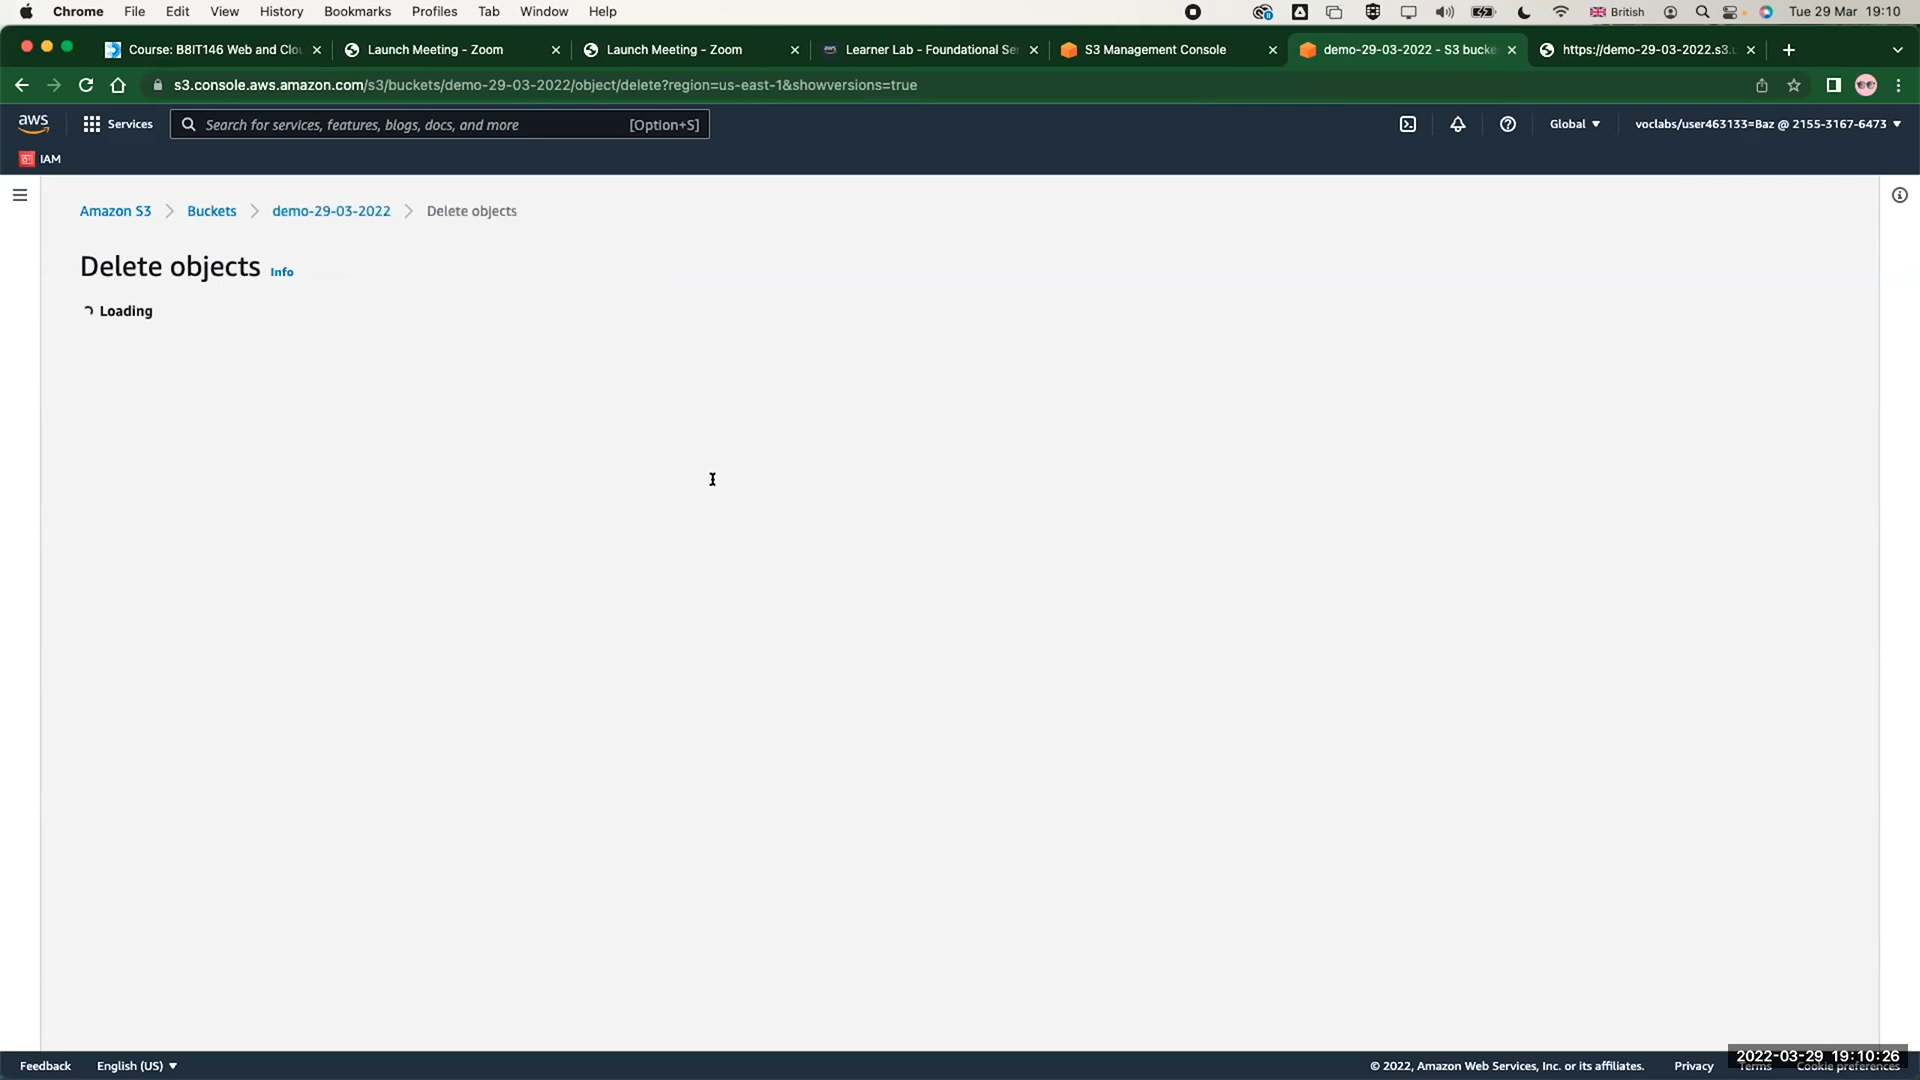 Chrome File Edit View History Bookmarks Profiles Tab Window Help British Tue 29 Mar 19:10
Course: B8IT146 Web and Clou Launch Meeting - Zoom Launch Meeting - Zoom Learner Lab - Foundational Ser S3 Management Console demo-29-03-2022 - S3 bucke https://demo-29-03-2022.s3.u
s3.console.aws.amazon.com/s3/buckets/demo-29-03-2022/object/delete?region=us-east-1&showversions=true
aws Services Search for services, features, blogs, docs, and more [Option+S] Global voclabs/user463133=Baz @ 2155-3167-6473
IAM
Amazon S3 Buckets demo-29-03-2022 Delete objects
Delete objects Info
Loading
2022-03-29 19:10:26
Feedback English (US) © 2022, Amazon Web Services, Inc. or its affiliates. Privacy Terms Cookie preferences